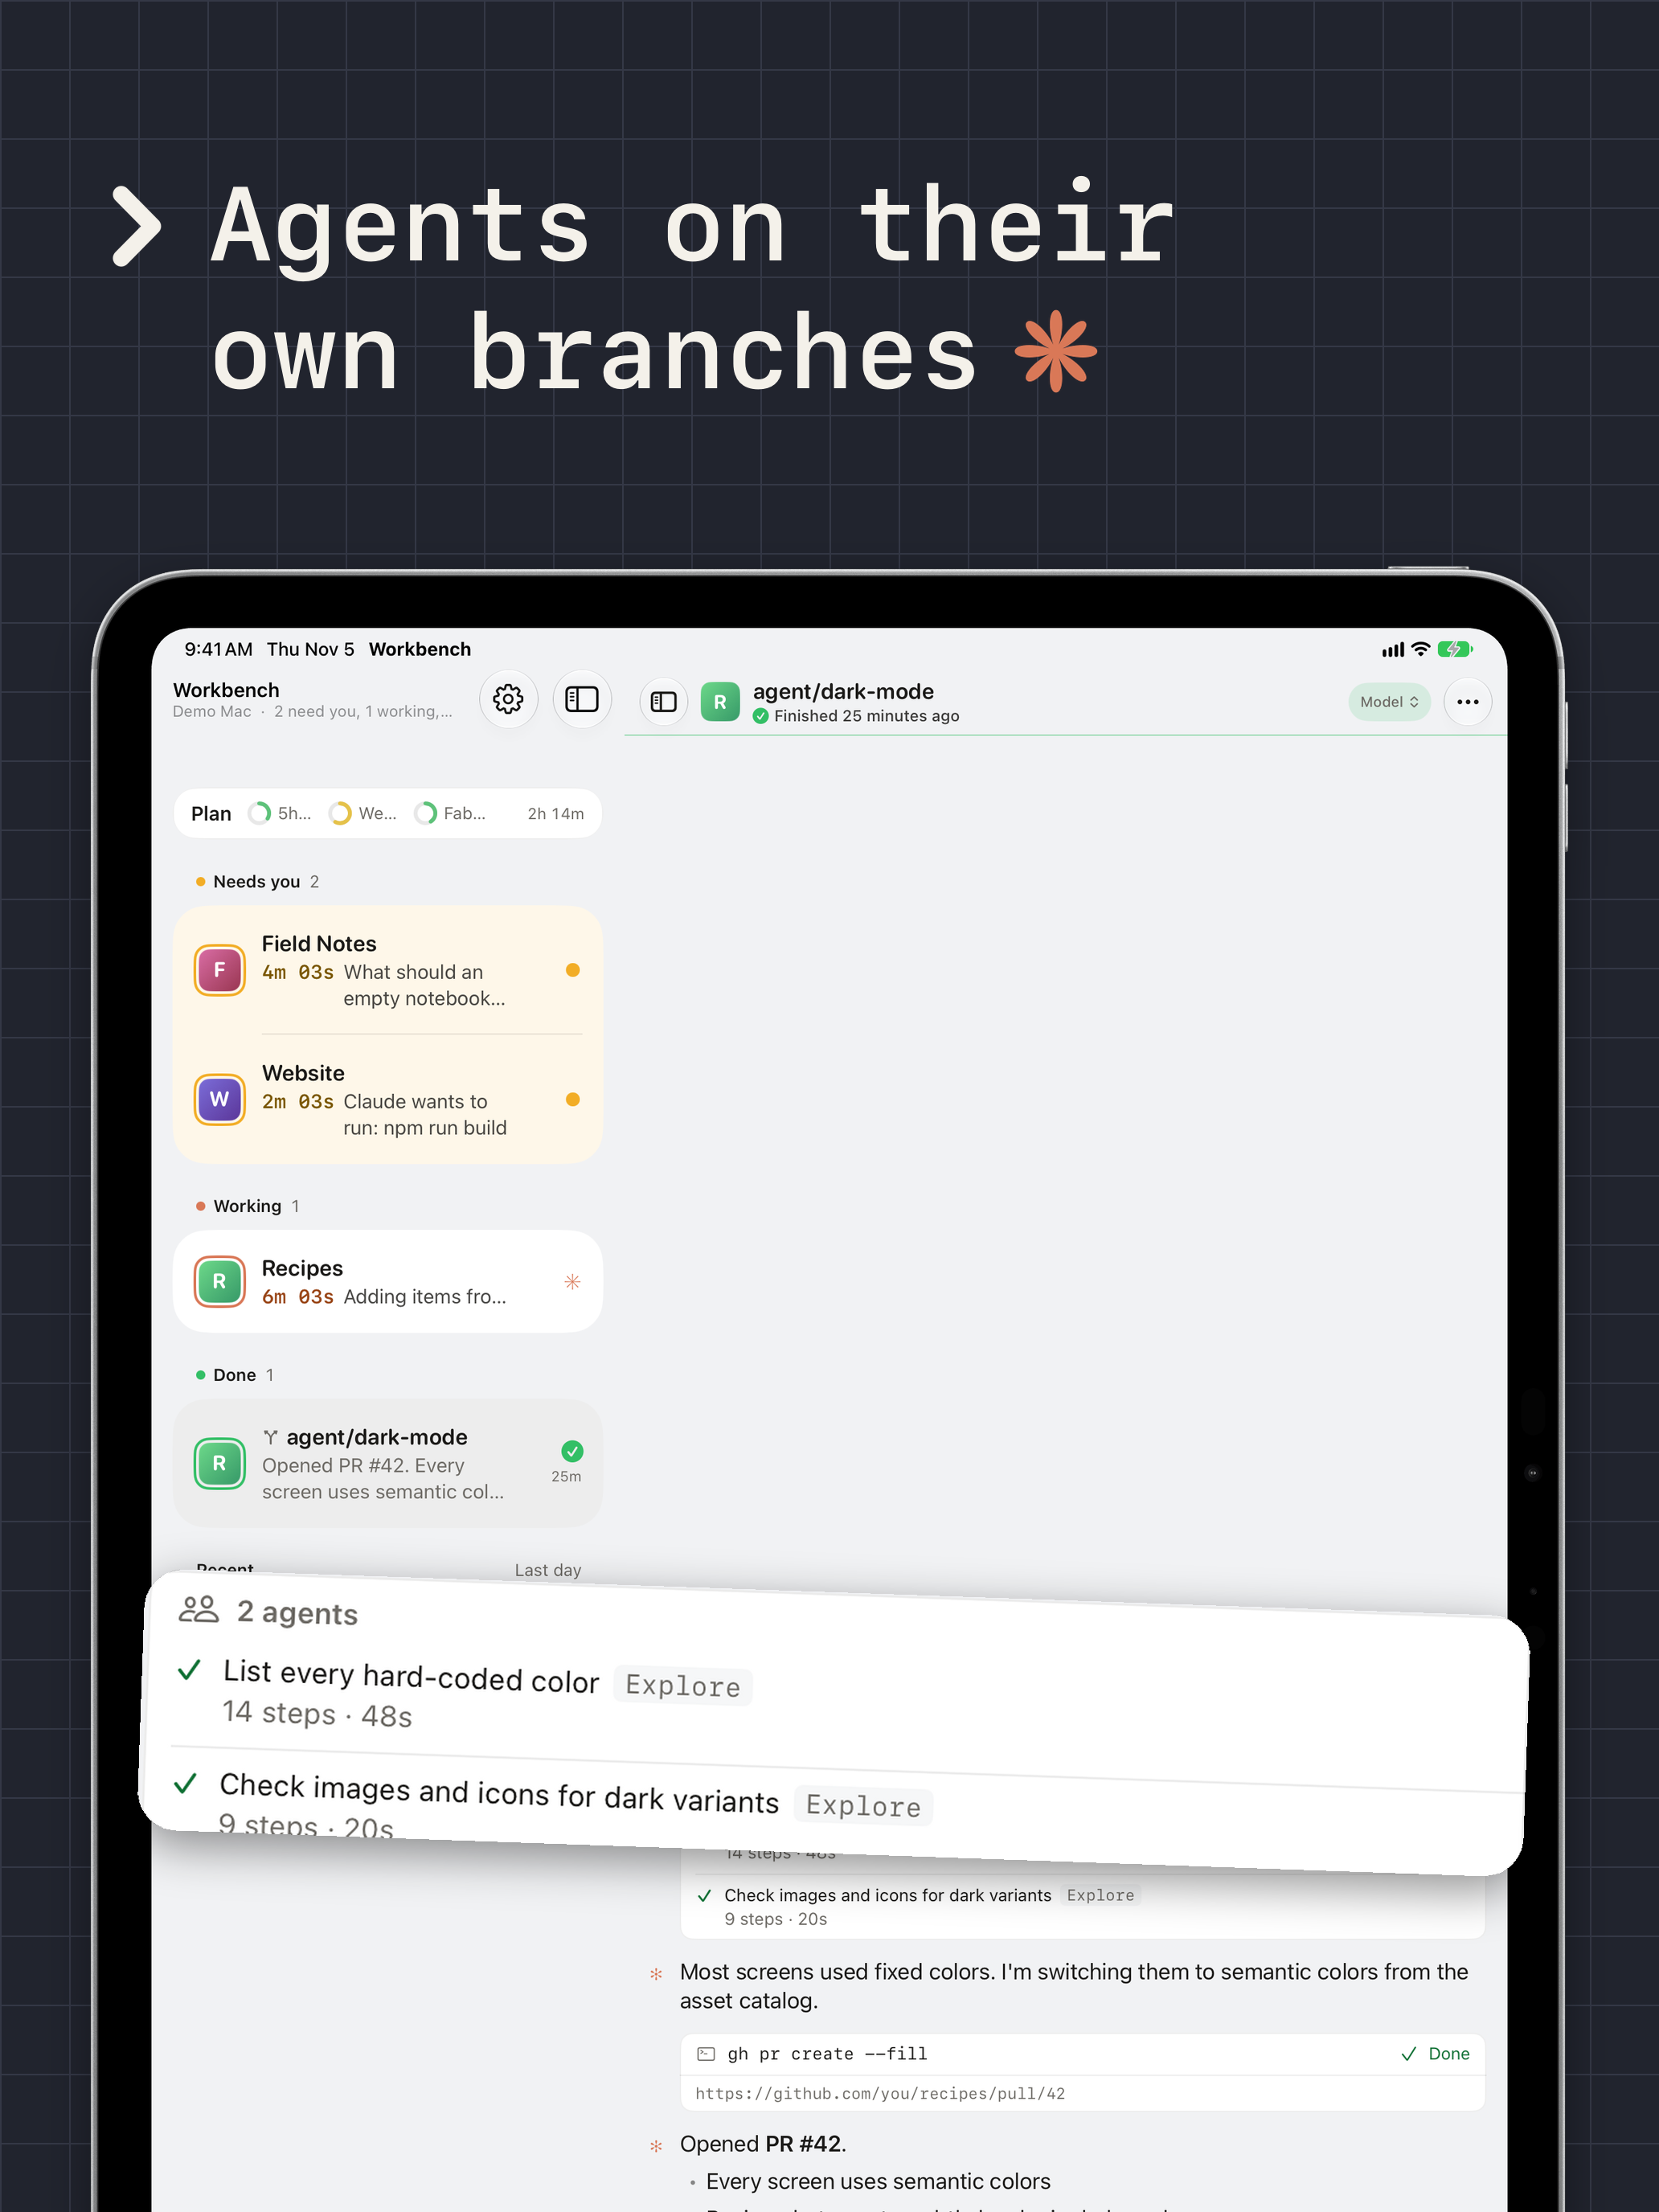 Agents on their
own branches
9:41 AM Thu Nov 5 Workbench
Workbench
Demo Mac · 2 need you, 1 working,...
R
agent/dark-mode
Finished 25 minutes ago
Model
Plan 5h... We... Fab... 2h 14m
Needs you 2
F
Field Notes
4m 03s What should an
empty notebook...
W
Website
2m 03s Claude wants to
run: npm run build
Working 1
R
Recipes
6m 03s Adding items fro...
Done 1
R
agent/dark-mode
Opened PR #42. Every
screen uses semantic col...
25m
Recent Last day
2 agents
List every hard-coded color Explore
14 steps · 48s
Check images and icons for dark variants Explore
9 steps · 20s
14 steps · 48s
Check images and icons for dark variants Explore
9 steps · 20s
Most screens used fixed colors. I'm switching them to semantic colors from the
asset catalog.
gh pr create --fill Done
https://github.com/you/recipes/pull/42
Opened PR #42.
• Every screen uses semantic colors